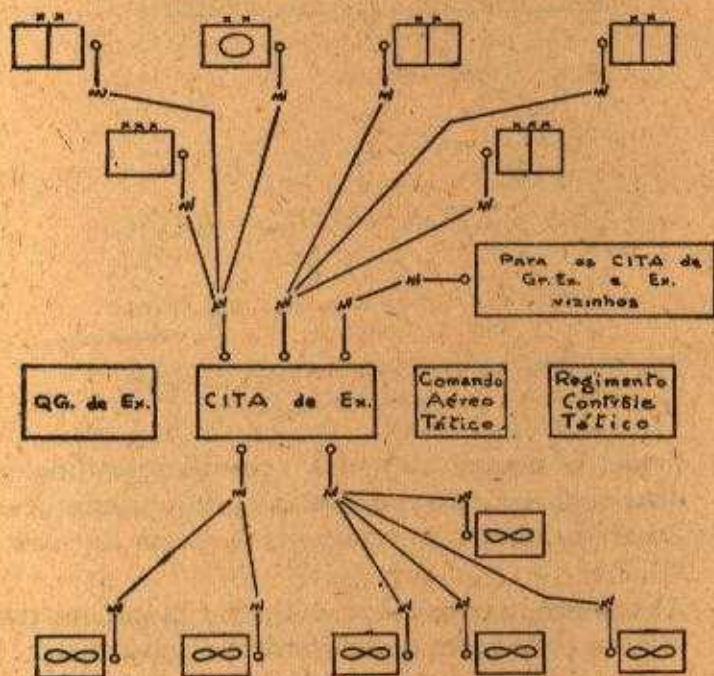 Para os CITA de
Gr. Ex. e Ex.
vizinhos
QG. de Ex.
CITA de Ex.
Comando
Aéreo
Tático
Regimento
Contrôle
Tático